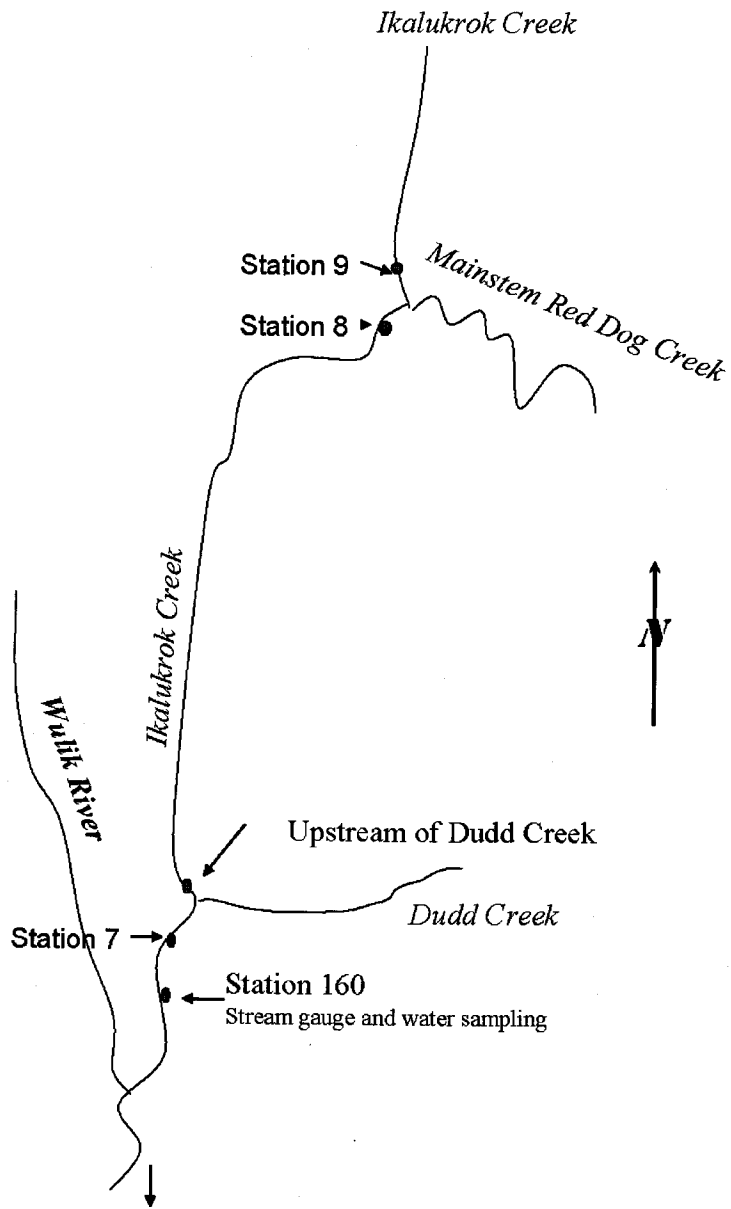 Ikalukrok Creek
Station 9
Mainstem Red Dog Creek
Station 8
Ikalukrok Creek
N
Wulik River
Upstream of Dudd Creek
Dudd Creek
Station 7
Station 160
Stream gauge and water sampling